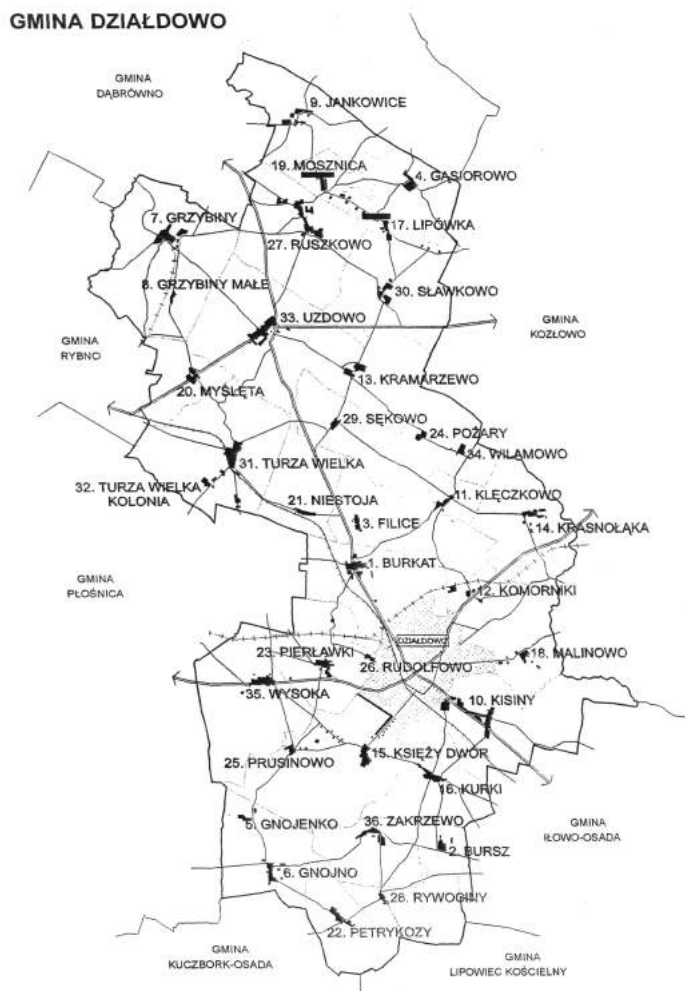 GMINA DZIAŁDOWO
GMINA
DĄBRÓWNO
9. JANKOWICE
19. MOSZNICA
4. GĄSIOROWO
7. GRZYBINY
17. LIPÓWKA
27. RUSZKOWO
8. GRZYBINY MAŁE
30. SŁAWKOWO
33. UZDOWO
GMINA
KOZŁOWO
GMINA
RYBNO
13. KRAMARZEWO
20. MYŚLĘTA
29. SĘKOWO
24. POŻARY
34. WILAMOWO
31. TURZA WIELKA
32. TURZA WIELKA
KOLONIA
11. KLĘCZKOWO
21. NIESTOJA
3. FILICE
14. KRASNOŁĄKA
1. BURKAT
GMINA
PŁOŚNICA
12. KOMORNIKI
DZIAŁDOWO
23. PIERŁAWKI
26. RUDOLFOWO
18. MALINOWO
35. WYSOKA
10. KISINY
25. PRUSINOWO
15. KSIĘŻY DWÓR
16. KURKI
5. GNOJENKO
36. ZAKRZEWO
GMINA
IŁOWO-OSADA
2. BURSZ
6. GNOJNO
28. RYWOCINY
22. PETRYKOZY
GMINA
KUCZBORK-OSADA
GMINA
LIPOWIEC KOŚCIELNY